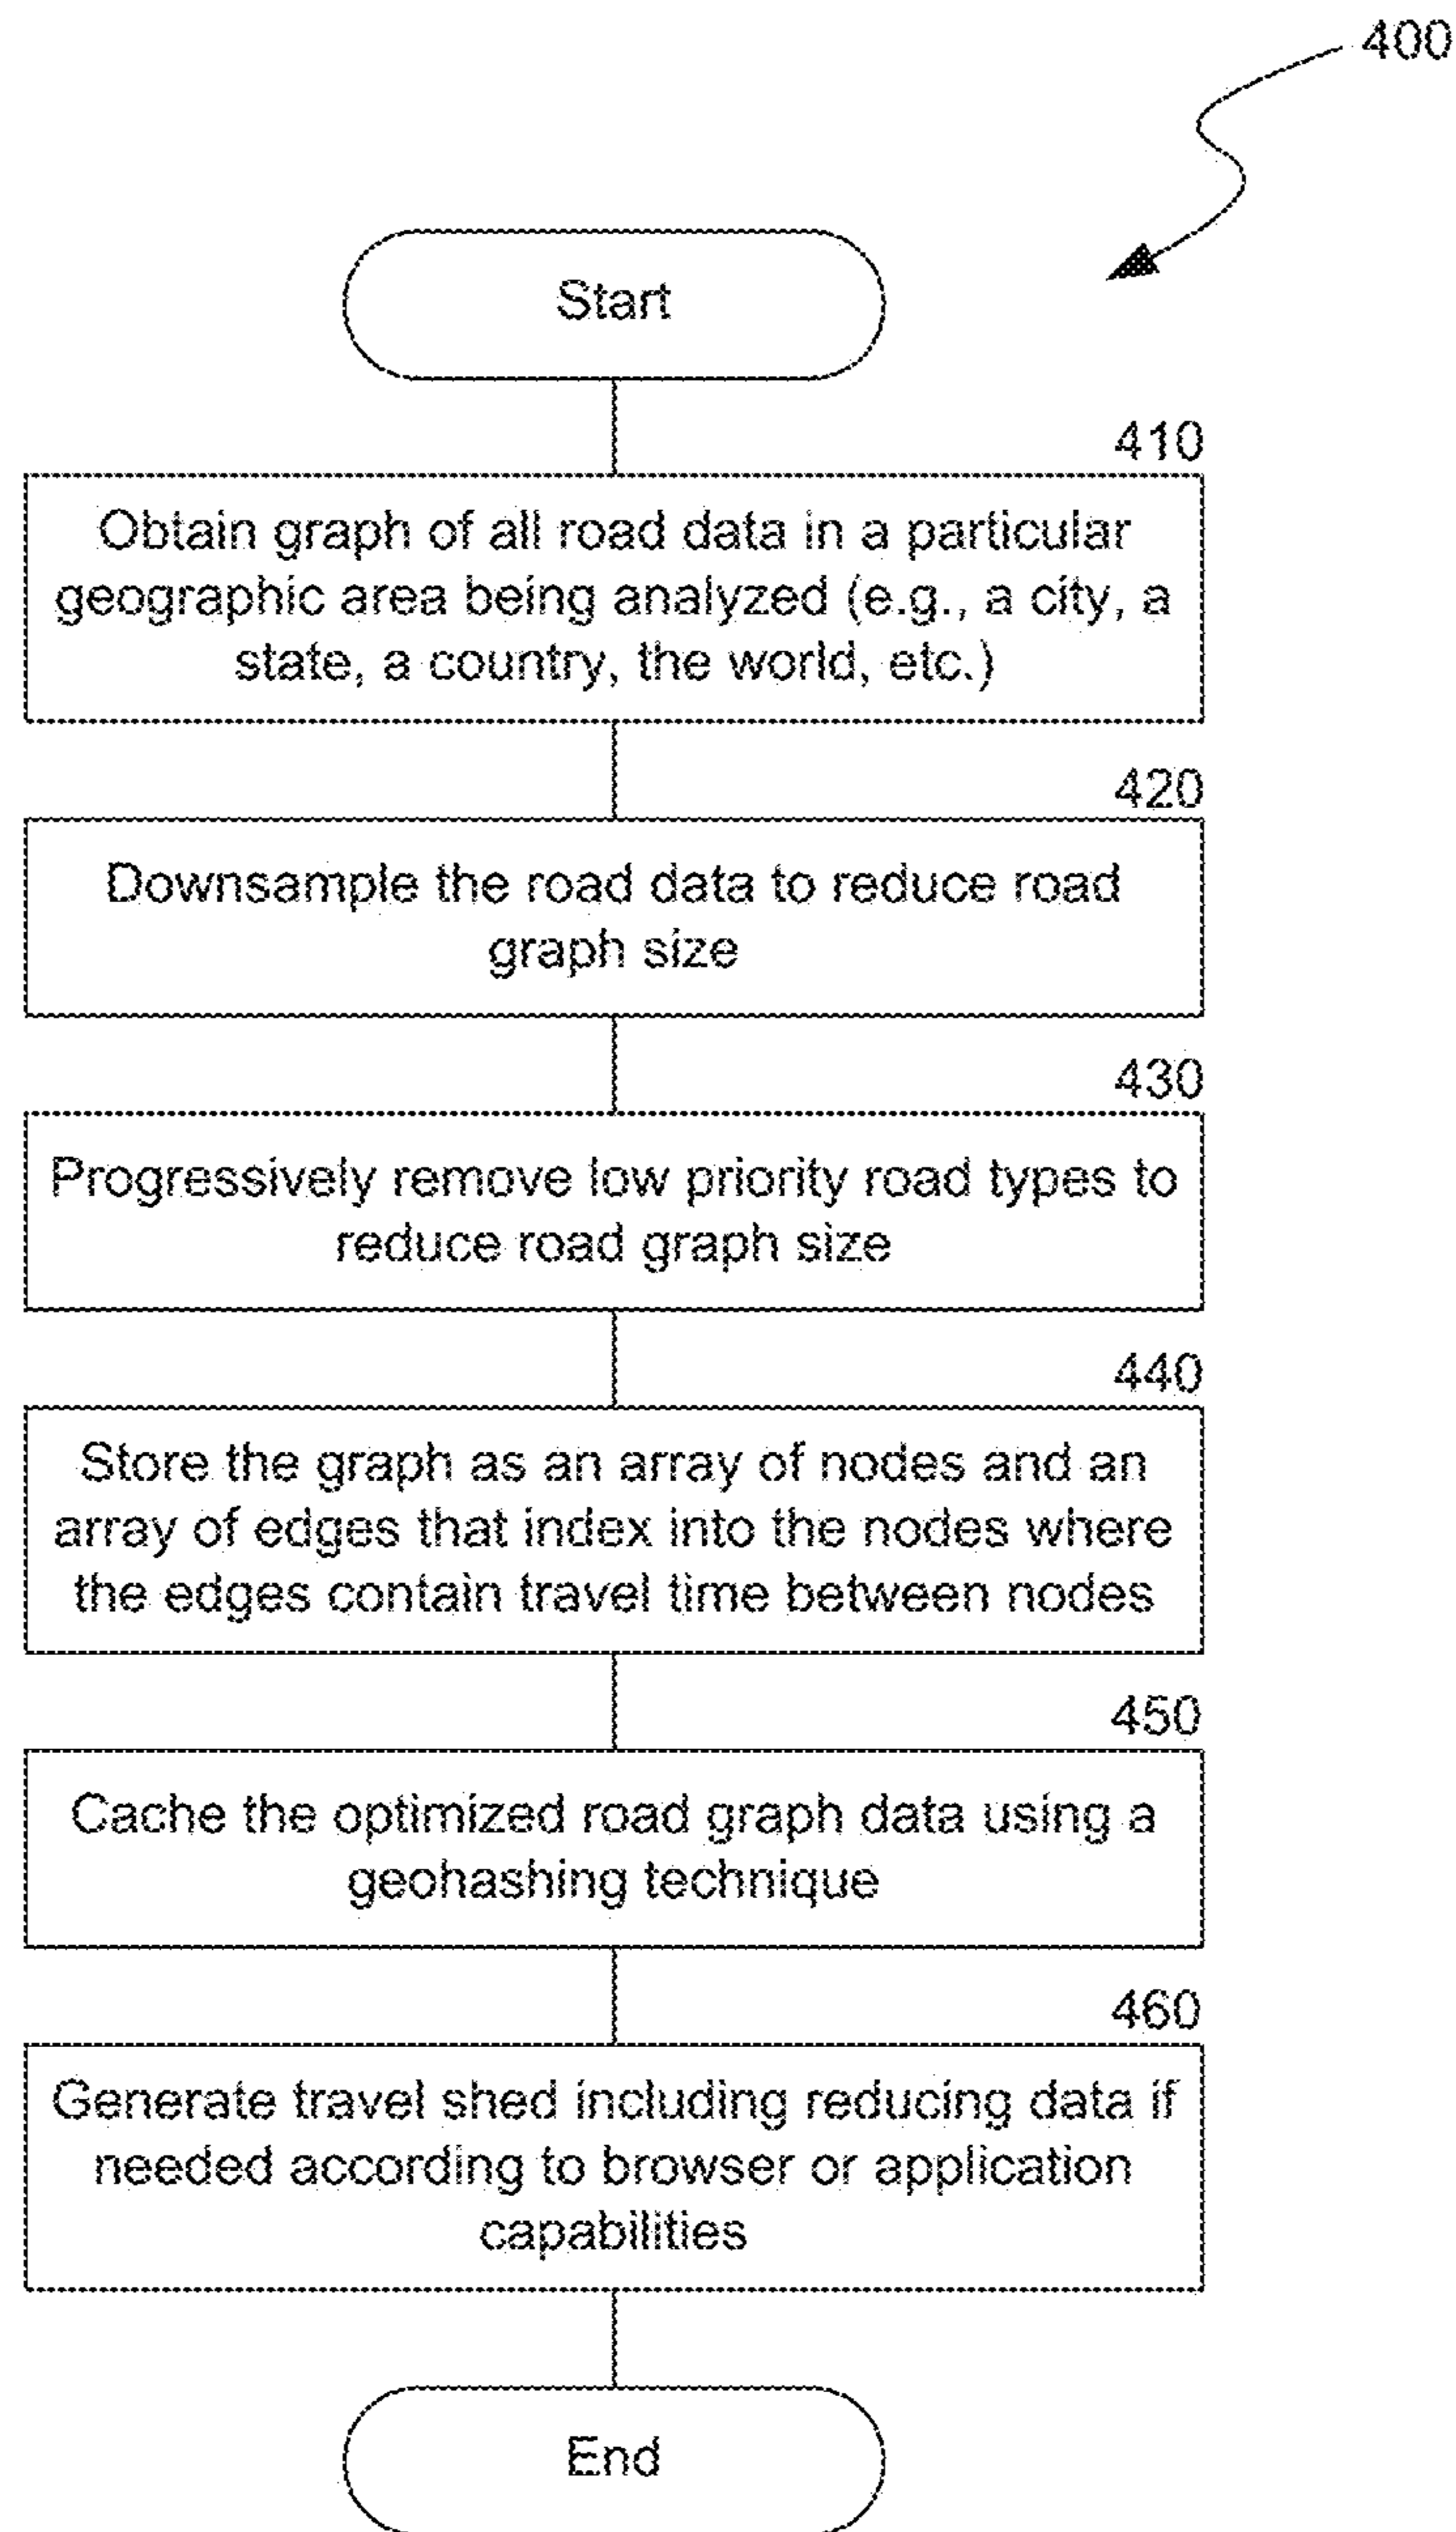 400
Start
410
Obtain graph of all road data in a particular
geographic area being analyzed (e.g., a city, a
state, a country, the world, etc.)
420
Downsample the road data to reduce road
graph size
430
Progressively remove low priority road types to
reduce road graph size
440
Store the graph as an array of nodes and an
array of edges that index into the nodes where
the edges contain travel time between nodes
450
Cache the optimized road graph data using a
geohashing technique
460
Generate travel shed including reducing data if
needed according to browser or application
capabilities
End